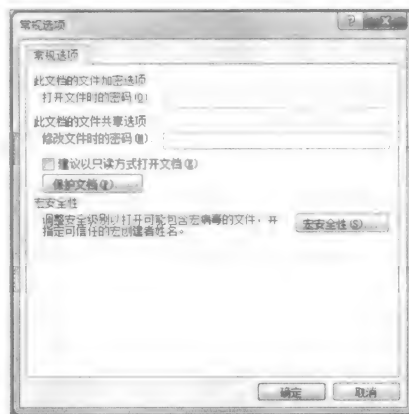 常规选项
常规选项
此文档的文件加密选项
打开文件时的密码(O)
此文档的文件共享选项
修改文件时的密码(M)
建议以只读方式打开文档(E)
保护文档(P)...
宏安全性
调整安全级别以打开可能包含宏病毒的文件，并
指定可信任的宏创建者姓名。
宏安全性(S)...
确定
取消